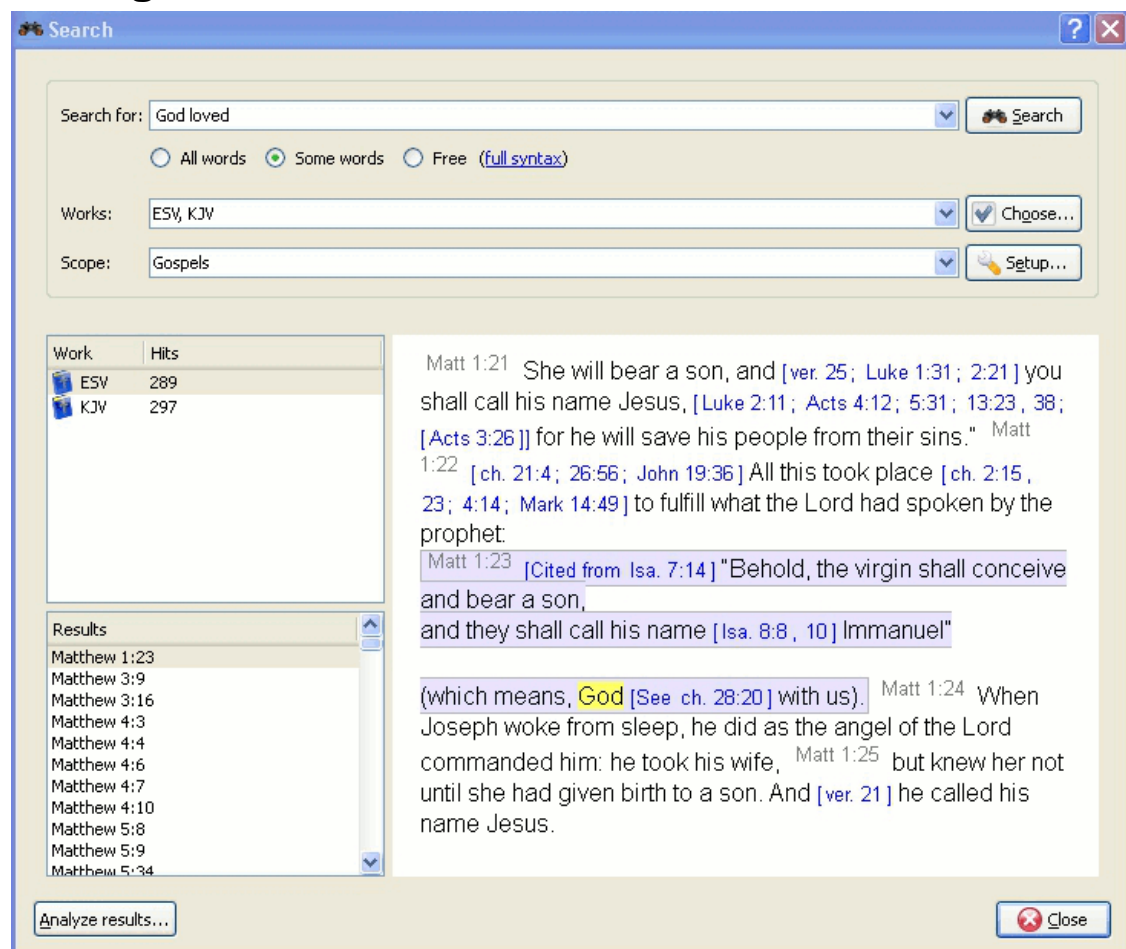 Search
Search for: God loved Search
All words Some words Free (full syntax)
Works: ESV, KJV Choose...
Scope: Gospels Setup...
Work Hits
ESV 289
KJV 297
Results
Matthew 1:23
Matthew 3:9
Matthew 3:16
Matthew 4:3
Matthew 4:4
Matthew 4:6
Matthew 4:7
Matthew 4:10
Matthew 5:8
Matthew 5:9
Matthew 5:34
Matt 1:21 She will bear a son, and [ver. 25; Luke 1:31; 2:21] you
shall call his name Jesus, [Luke 2:11; Acts 4:12; 5:31; 13:23, 38;
[Acts 3:26]] for he will save his people from their sins." Matt
1:22 [ch. 21:4; 26:56; John 19:36] All this took place [ch. 2:15,
23; 4:14; Mark 14:49] to fulfill what the Lord had spoken by the
prophet:
Matt 1:23 [Cited from Isa. 7:14] "Behold, the virgin shall conceive
and bear a son,
and they shall call his name [Isa. 8:8, 10] Immanuel"
(which means, God [See ch. 28:20] with us). Matt 1:24 When
Joseph woke from sleep, he did as the angel of the Lord
commanded him: he took his wife, Matt 1:25 but knew her not
until she had given birth to a son. And [ver. 21] he called his
name Jesus.
Analyze results... Close